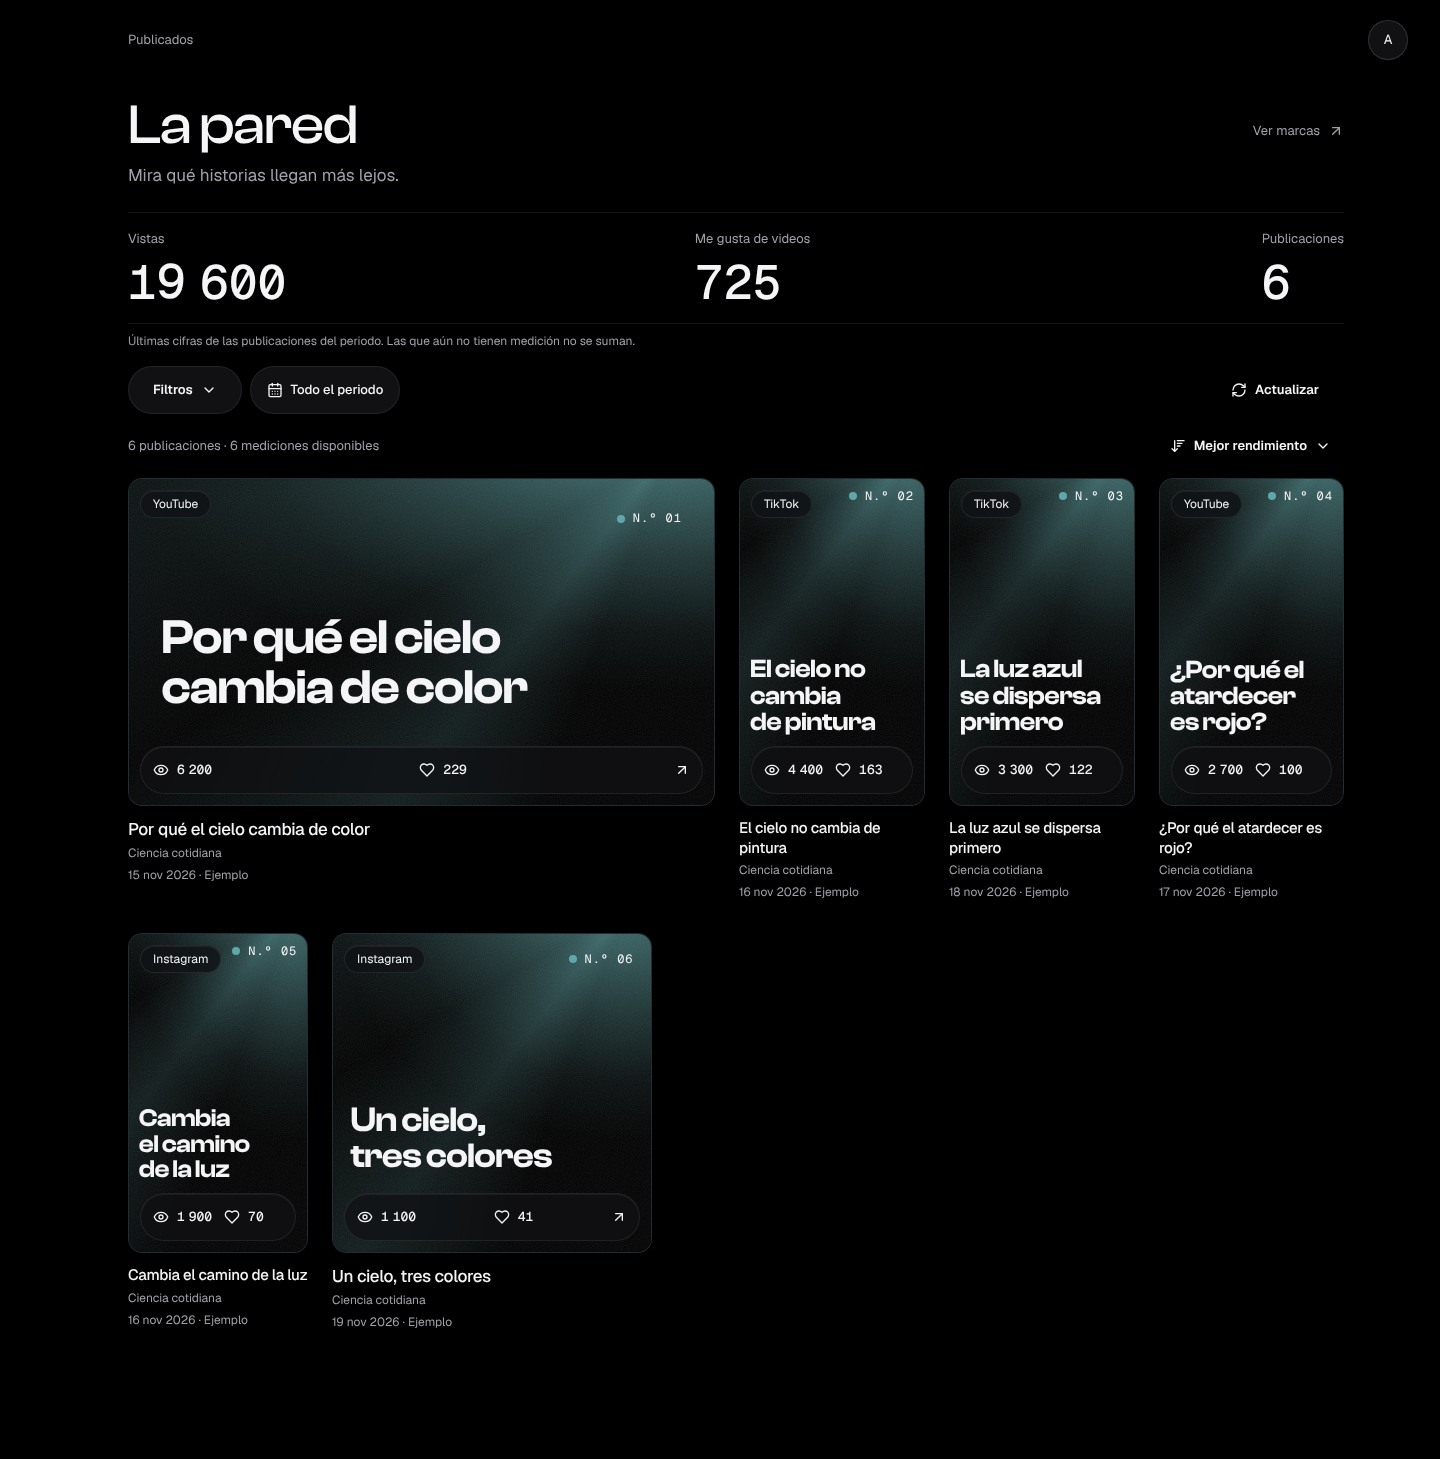 Publicados
A
La pared
Ver marcas
Mira qué historias llegan más lejos.
Vistas
19 600
Me gusta de videos
725
Publicaciones
6
Últimas cifras de las publicaciones del periodo. Las que aún no tienen medición no se suman.
Filtros
Todo el periodo
Actualizar
6 publicaciones · 6 mediciones disponibles
Mejor rendimiento
YouTube
N.º 01
Por qué el cielo
cambia de color
6 200
229
Por qué el cielo cambia de color
Ciencia cotidiana
15 nov 2026 · Ejemplo
TikTok
N.º 02
El cielo no
cambia
de pintura
4 400
163
El cielo no cambia de
pintura
Ciencia cotidiana
16 nov 2026 · Ejemplo
TikTok
N.º 03
La luz azul
se dispersa
primero
3 300
122
La luz azul se dispersa
primero
Ciencia cotidiana
18 nov 2026 · Ejemplo
YouTube
N.º 04
¿Por qué el
atardecer
es rojo?
2 700
100
¿Por qué el atardecer es
rojo?
Ciencia cotidiana
17 nov 2026 · Ejemplo
Instagram
N.º 05
Cambia
el camino
de la luz
1 900
70
Cambia el camino de la luz
Ciencia cotidiana
16 nov 2026 · Ejemplo
Instagram
N.º 06
Un cielo,
tres colores
1 100
41
Un cielo, tres colores
Ciencia cotidiana
19 nov 2026 · Ejemplo